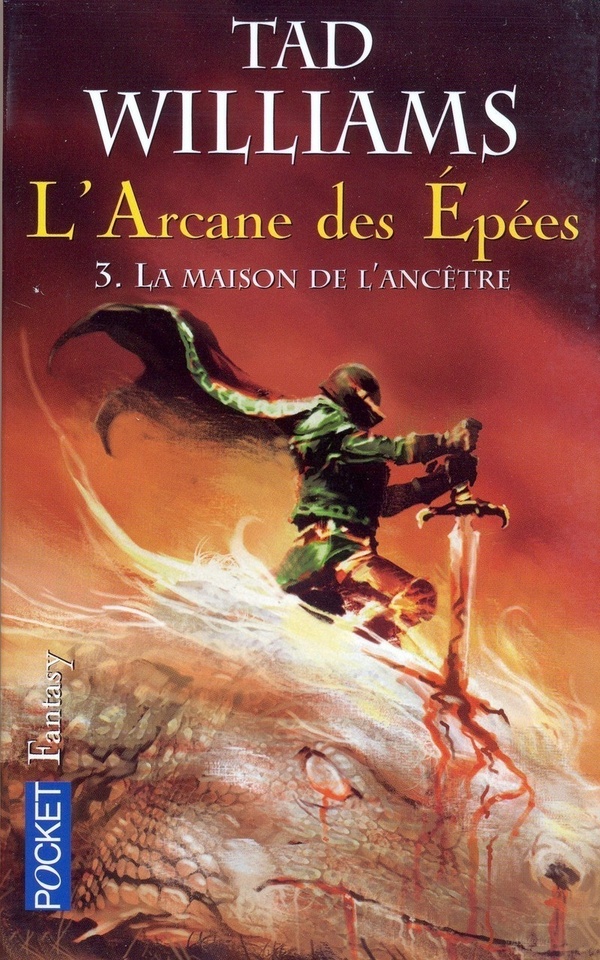 TAD
WILLIAMS
L'Arcane des Épées
3. La maison de l'ancêtre
Fantasy
POCKET